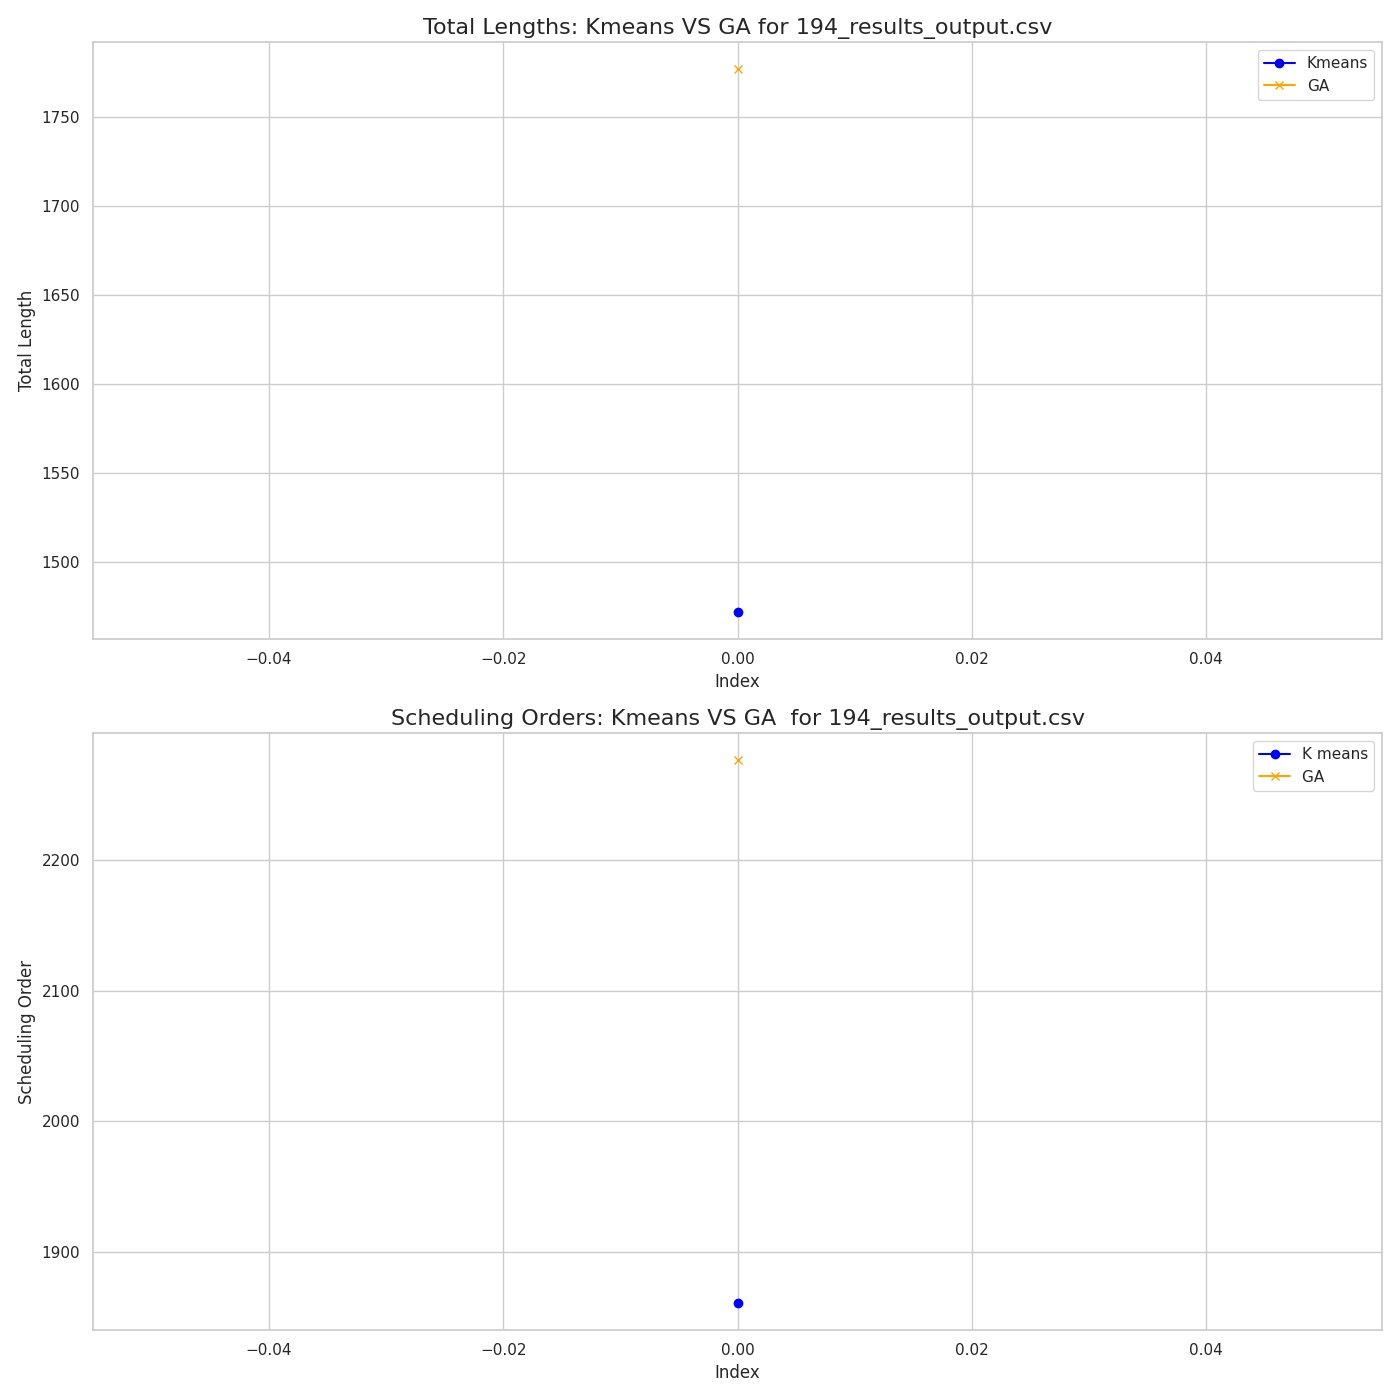 Total Lengths: Kmeans VS GA for 194_results_output.csv
Kmeans
GA
1750
1700
1650
1600
1550
1500
Total Length
−0.04 −0.02 0.00 0.02 0.04
Index
Scheduling Orders: Kmeans VS GA  for 194_results_output.csv
K means
GA
2200
2100
2000
1900
Scheduling Order
−0.04 −0.02 0.00 0.02 0.04
Index